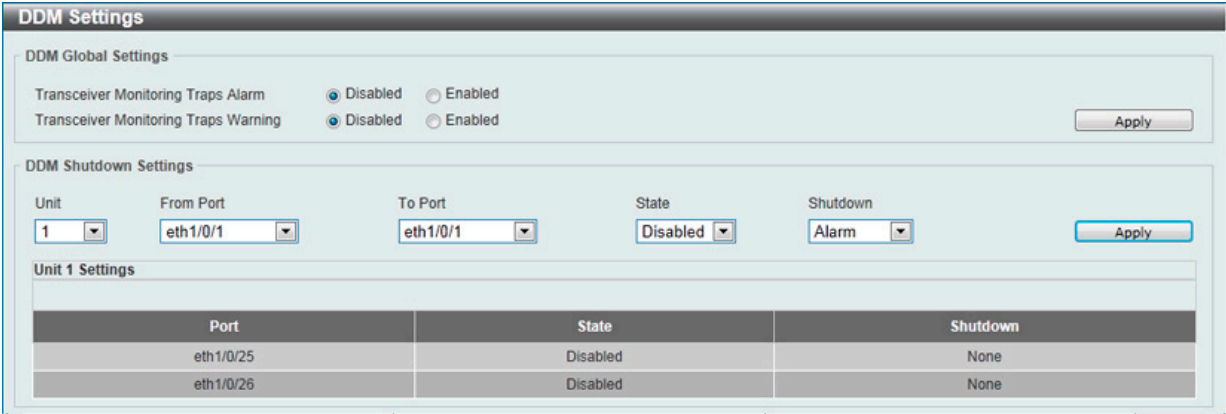 DDM Settings
DDM Global Settings
Transceiver Monitoring Traps Alarm Disabled Enabled
Transceiver Monitoring Traps Warning Disabled Enabled Apply
DDM Shutdown Settings
Unit From Port To Port State Shutdown
1 eth1/0/1 eth1/0/1 Disabled Alarm Apply
Unit 1 Settings
Port State Shutdown
eth1/0/25 Disabled None
eth1/0/26 Disabled None